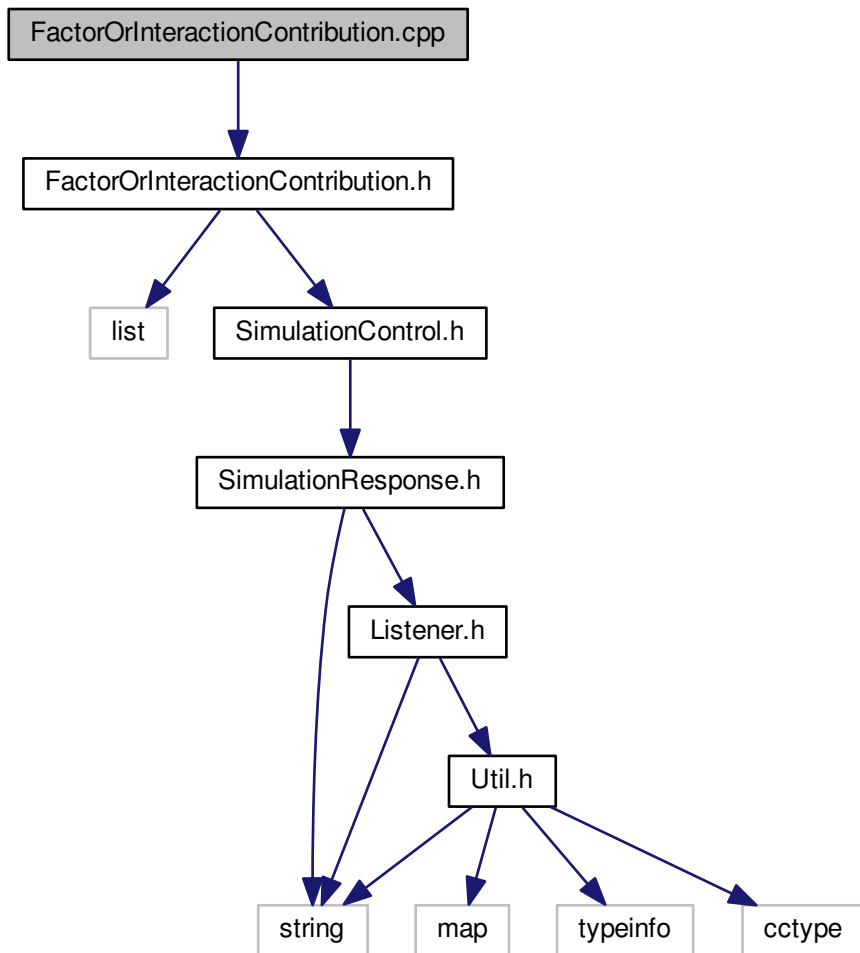 FactorOrInteractionContribution.cpp
FactorOrInteractionContribution.h
list
SimulationControl.h
SimulationResponse.h
Listener.h
Util.h
string
map
typeinfo
cctype